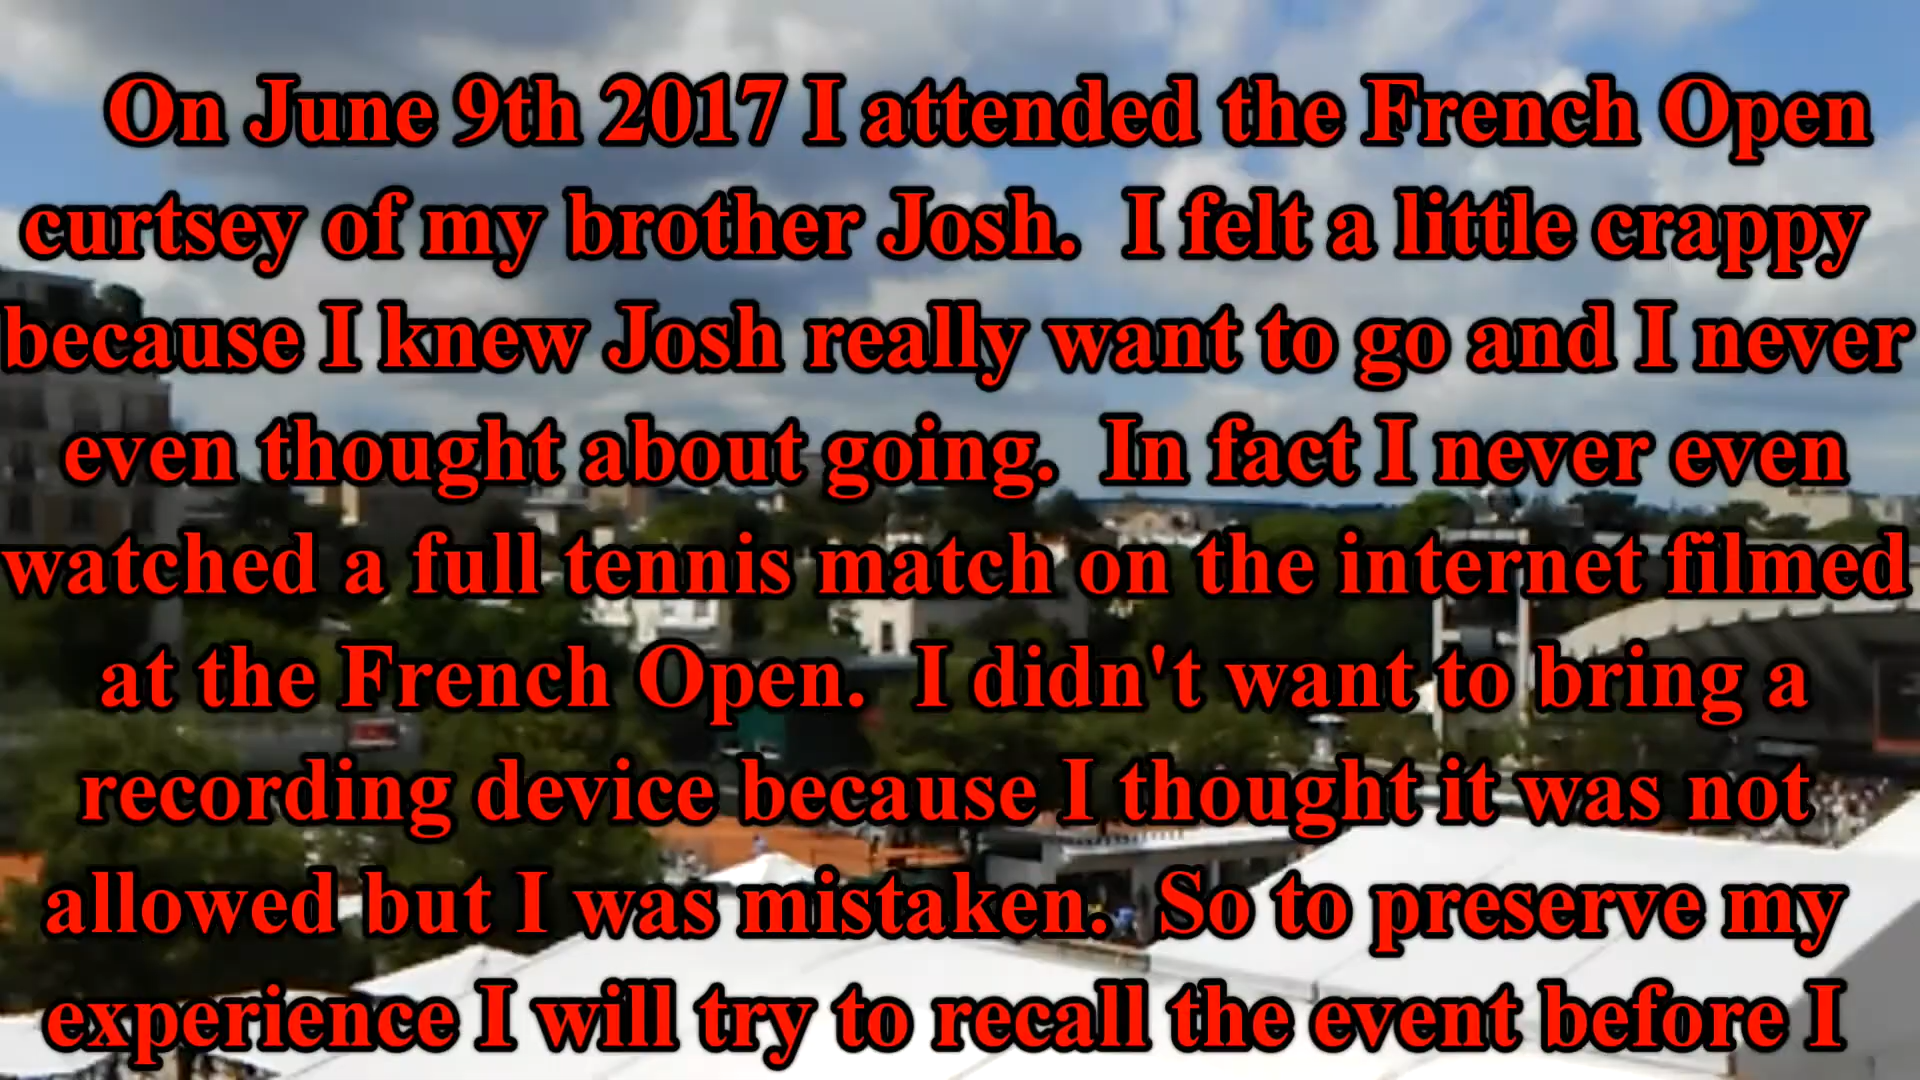 On June 9th 2017 I attended the French Open
curtsey of my brother Josh.  I felt a little crappy
because I knew Josh really want to go and I never
even thought about going.  In fact I never even
watched a full tennis match on the internet filmed
at the French Open.  I didn't want to bring a
recording device because I thought it was not
allowed but I was mistaken.  So to preserve my
experience I will try to recall the event before I